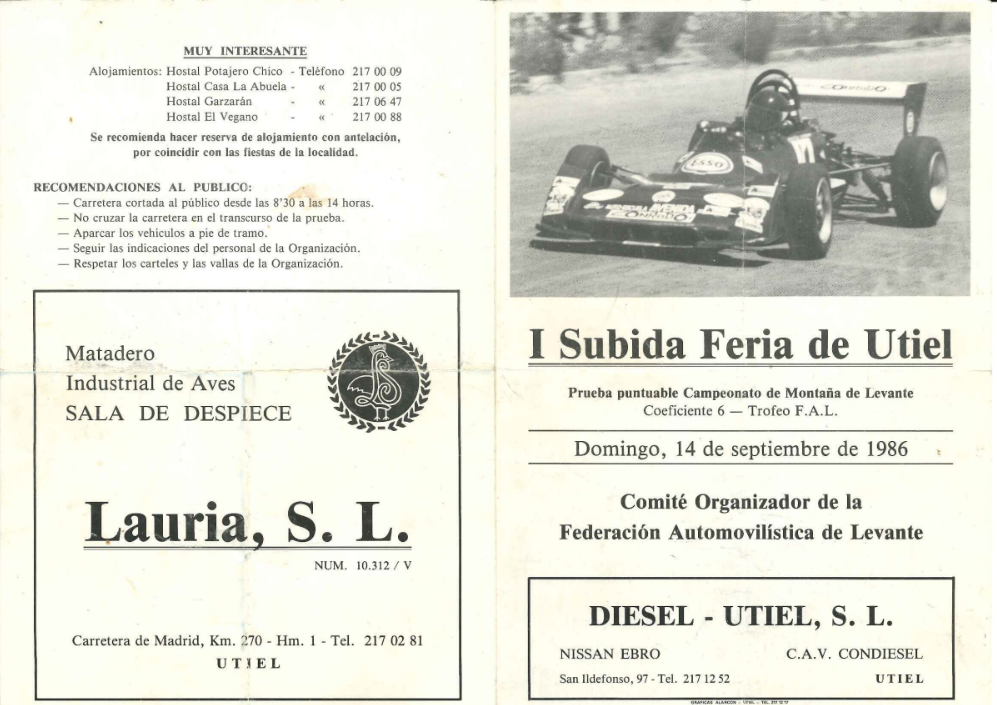 MUY INTERESANTE
Alojamientos: Hostal Potajero Chico - Teléfono 217 00 09
Hostal Casa La Abuela - « 217 00 05
Hostal Garzarán - « 217 06 47
Hostal El Vegano - « 217 00 88
Se recomienda hacer reserva de alojamiento con antelación,
por coincidir con las fiestas de la localidad.
RECOMENDACIONES AL PUBLICO:
— Carretera cortada al público desde las 8'30 a las 14 horas.
— No cruzar la carretera en el transcurso de la prueba.
— Aparcar los vehículos a pie de tramo.
— Seguir las indicaciones del personal de la Organización.
— Respetar los carteles y las vallas de la Organización.
Matadero
Industrial de Aves
SALA DE DESPIECE
Lauria, S. L.
NUM. 10.312 / V
Carretera de Madrid, Km. 270 - Hm. 1 - Tel. 217 02 81
UTIEL
ESSO
I Subida Feria de Utiel
Prueba puntuable Campeonato de Montaña de Levante
Coeficiente 6 — Trofeo F.A.L.
Domingo, 14 de septiembre de 1986
Comité Organizador de la
Federación Automovilística de Levante
DIESEL - UTIEL, S. L.
NISSAN EBRO C.A.V. CONDIESEL
San Ildefonso, 97 - Tel. 217 12 52 UTIEL